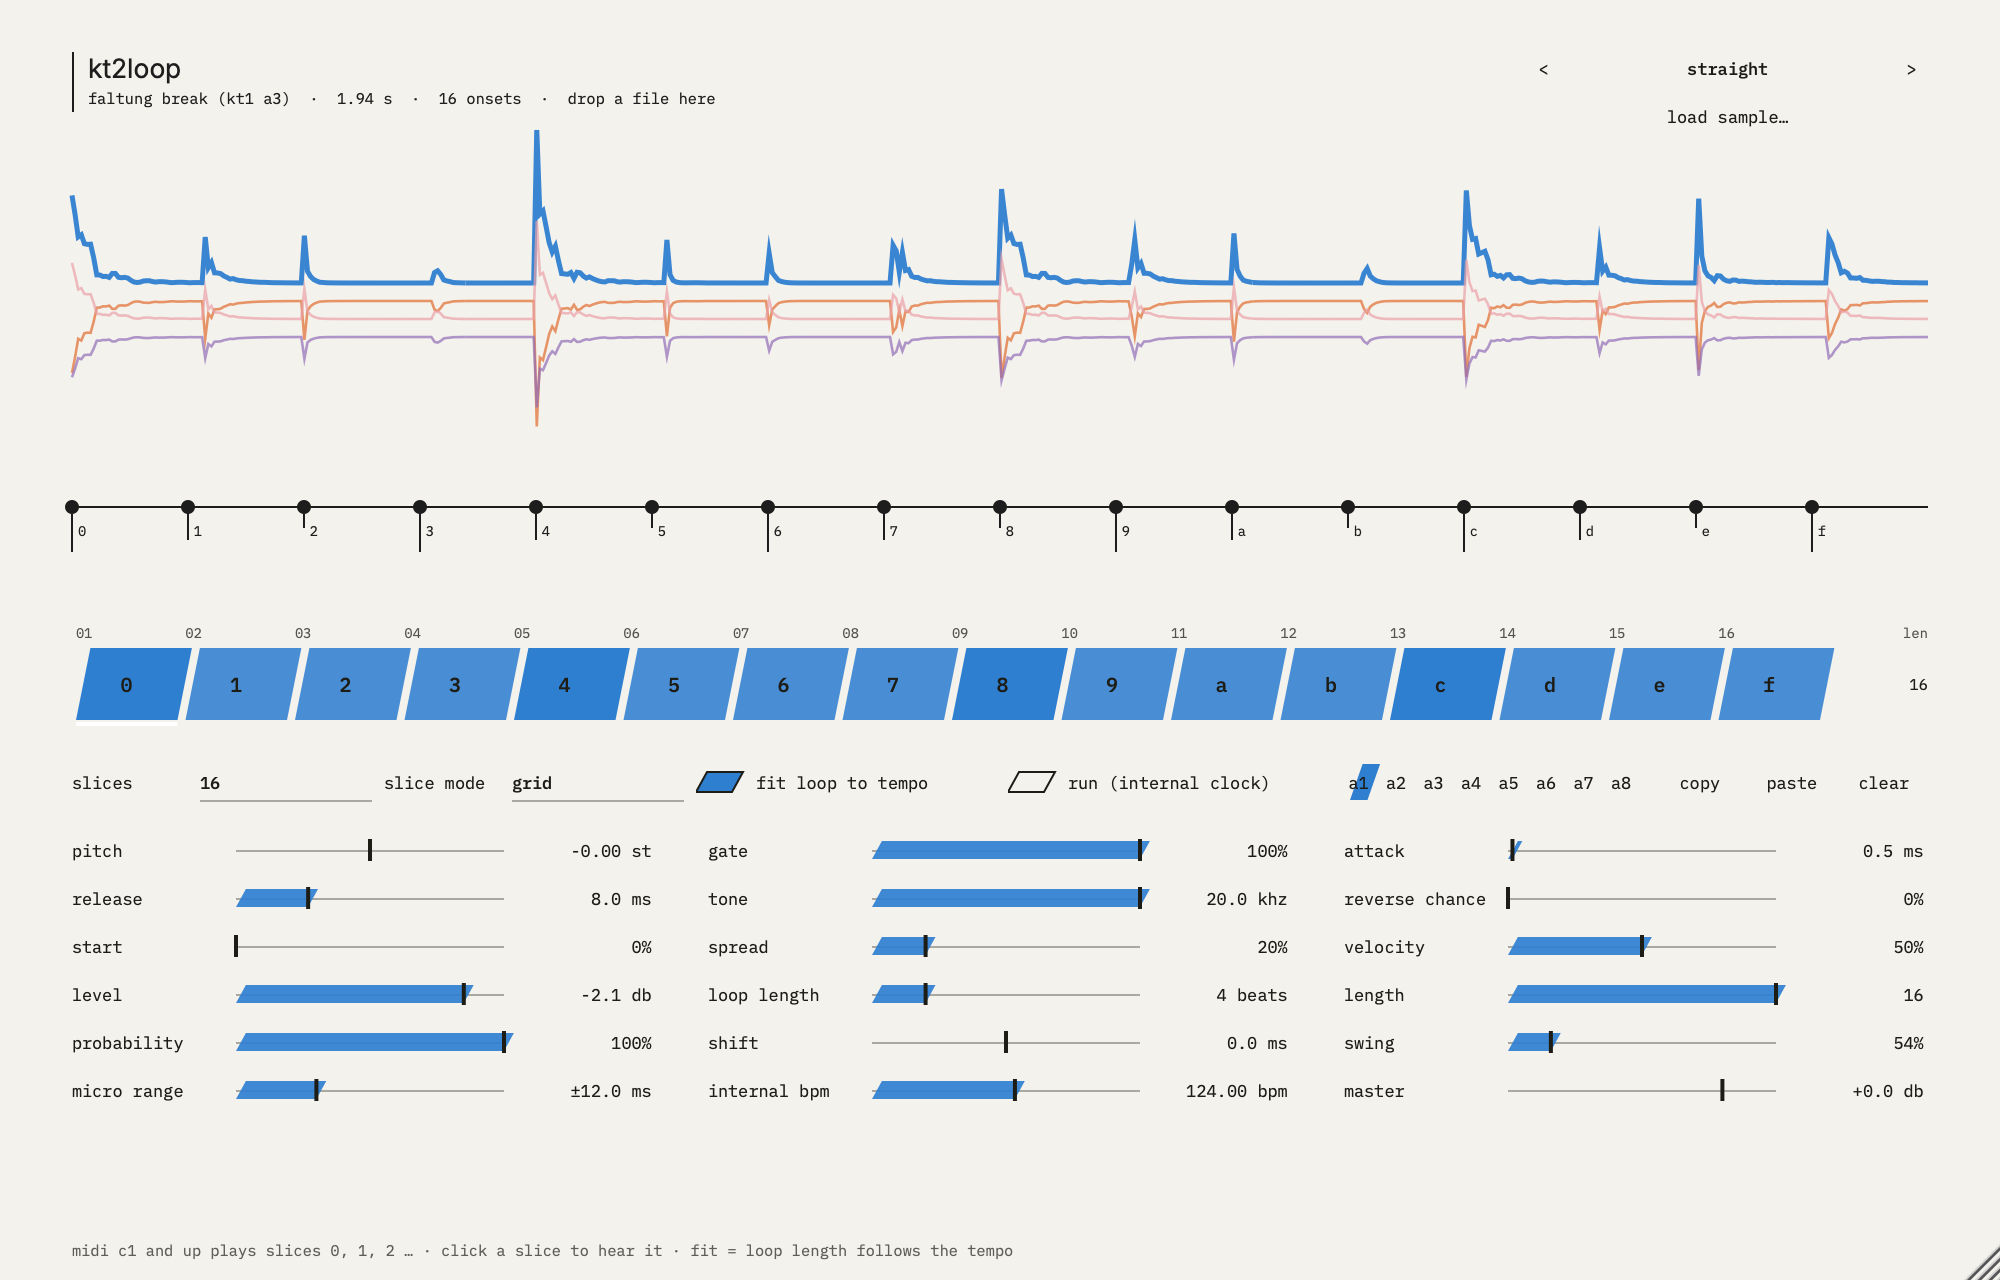 kt2loop
< straight >
faltung break (kt1 a3) · 1.94 s · 16 onsets · drop a file here
load sample…
0 1 2 3 4 5 6 7 8 9 a b c d e f
01 02 03 04 05 06 07 08 09 10 11 12 13 14 15 16 len
0 1 2 3 4 5 6 7 8 9 a b c d e f 16
slices 16 slice mode grid fit loop to tempo run (internal clock) a1 a2 a3 a4 a5 a6 a7 a8 copy paste clear
pitch -0.00 st gate 100% attack 0.5 ms
release 8.0 ms tone 20.0 khz reverse chance 0%
start 0% spread 20% velocity 50%
level -2.1 db loop length 4 beats length 16
probability 100% shift 0.0 ms swing 54%
micro range ±12.0 ms internal bpm 124.00 bpm master +0.0 db
midi c1 and up plays slices 0, 1, 2 … · click a slice to hear it · fit = loop length follows the tempo